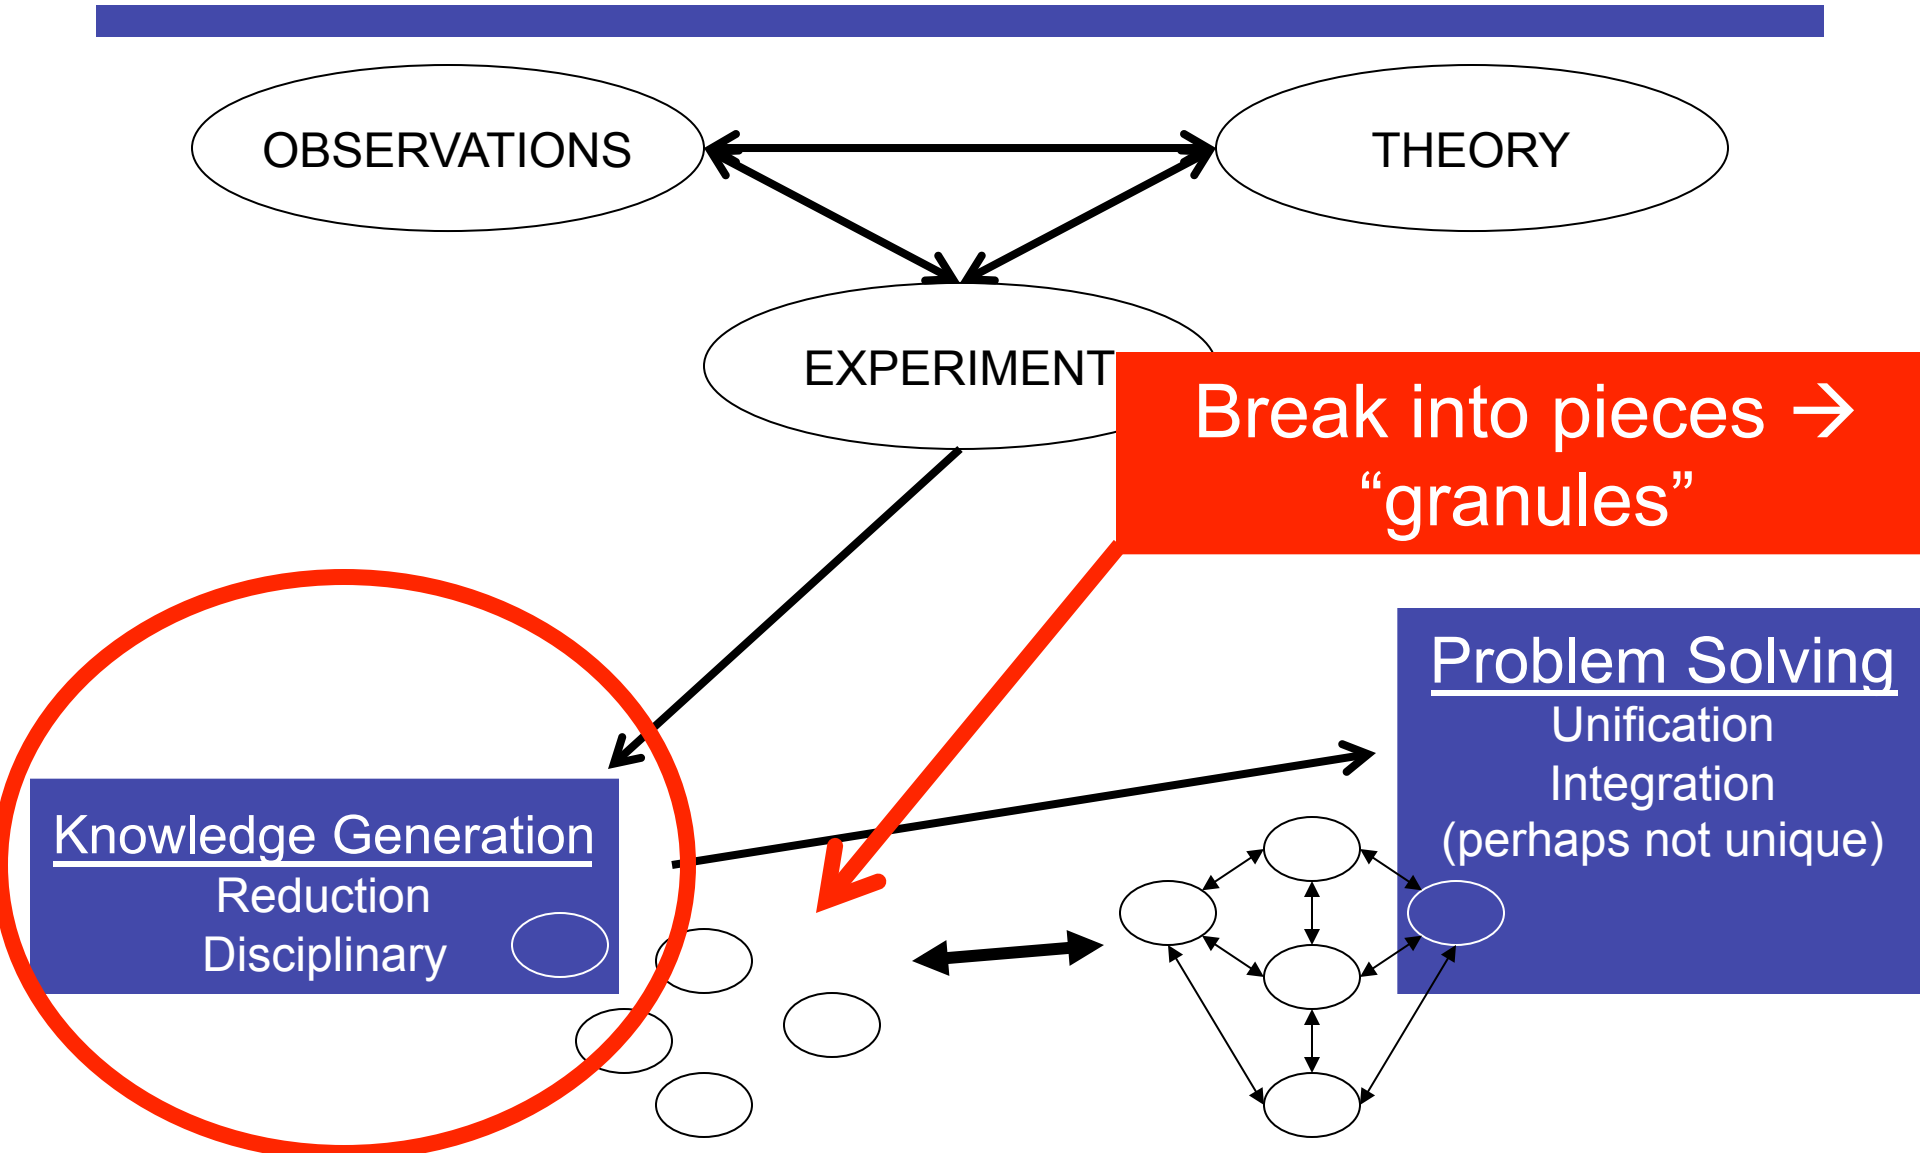 OBSERVATIONS
THEORY
EXPERIMENT
Break into pieces →
“granules”
Problem Solving
Unification
Integration
(perhaps not unique)
Knowledge Generation
Reduction
Disciplinary